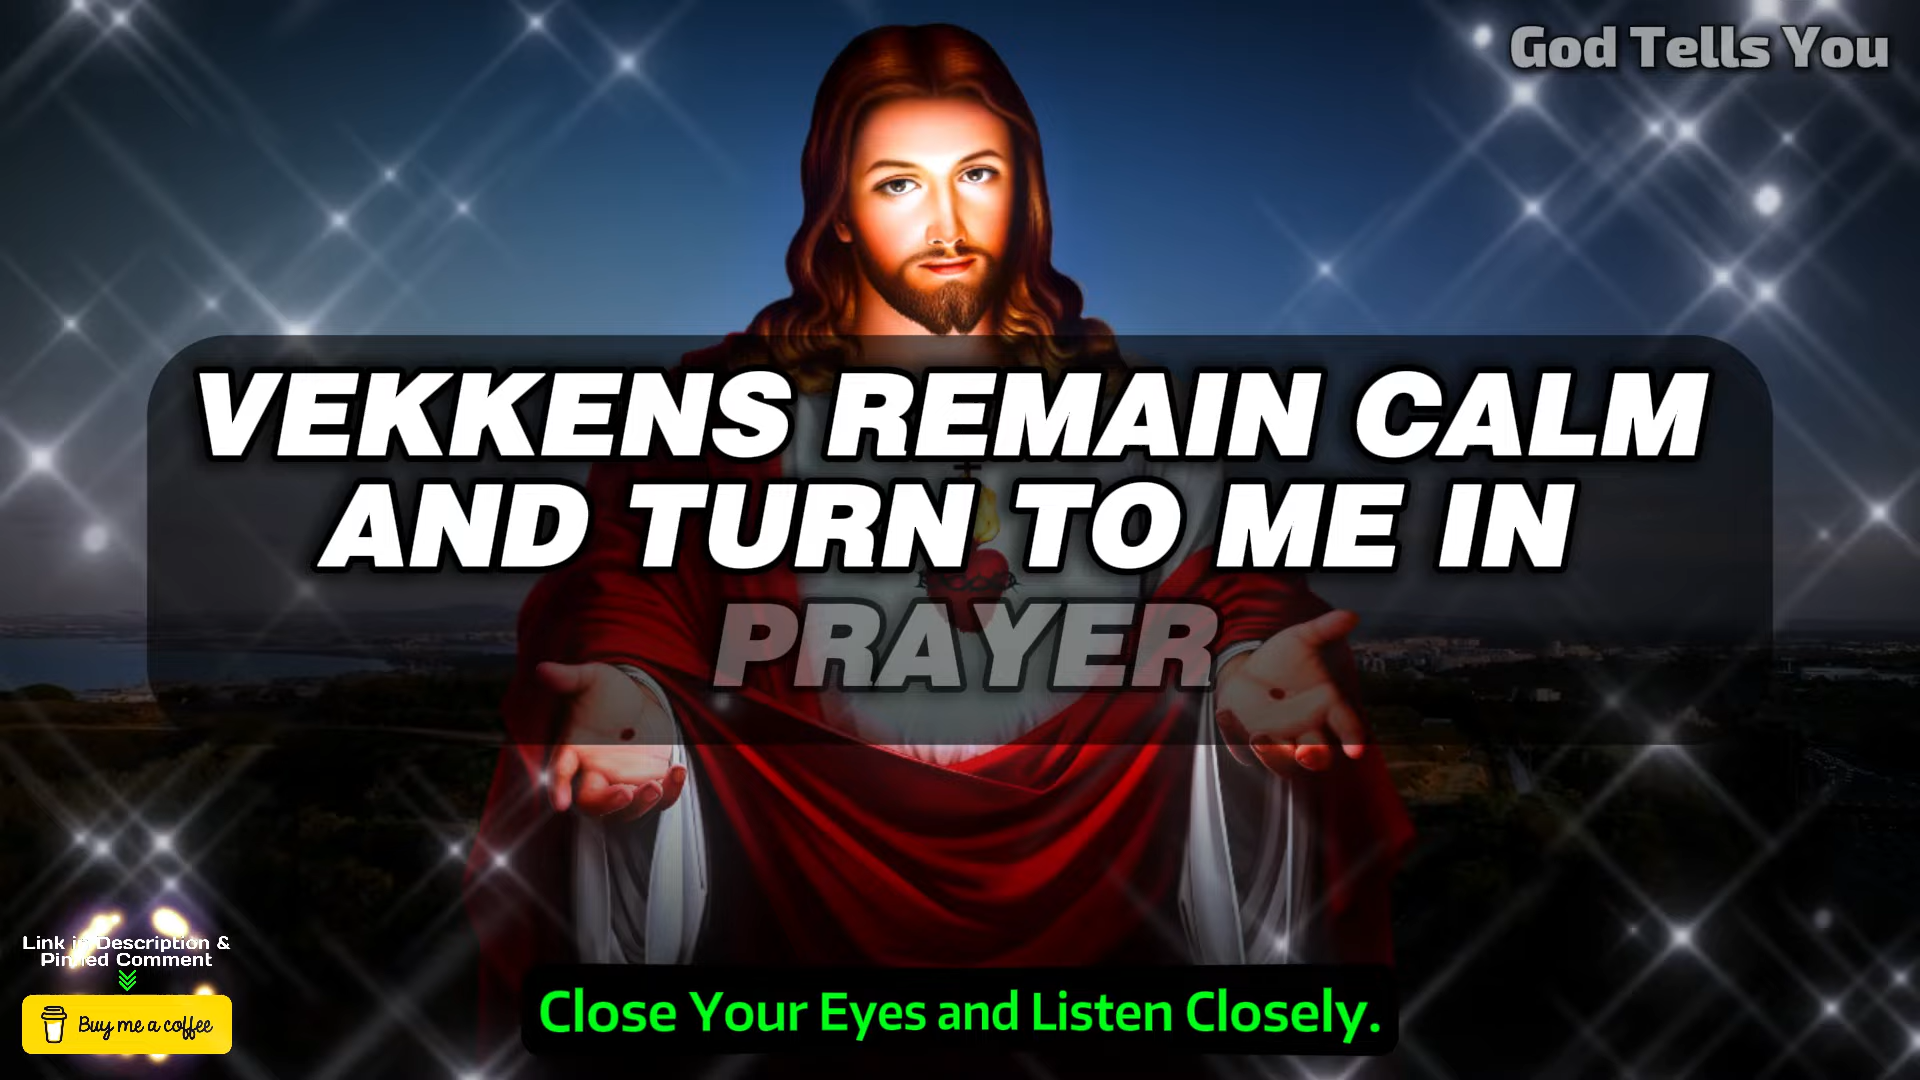 God Tells You
VEKKENS REMAIN CALM
AND TURN TO ME IN
PRAYER
Link in Description &
Pinned Comment
Buy me a coffee
Close Your Eyes and Listen Closely.